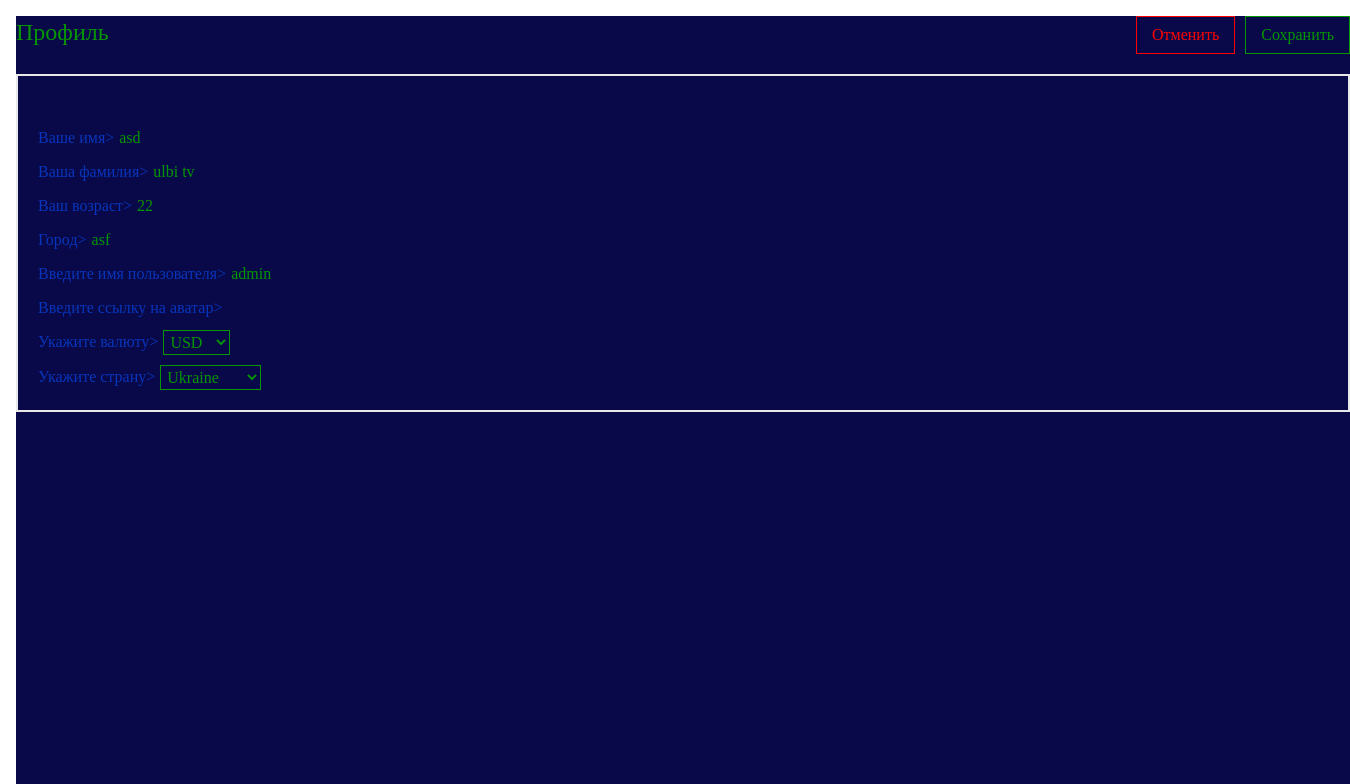 Профиль
Отменить
Сохранить
Ваше имя> asd
Ваша фамилия> ulbi tv
Ваш возраст> 22
Город> asf
Введите имя пользователя> admin
Введите ссылку на аватар>
Укажите валюту> USD
Укажите страну> Ukraine